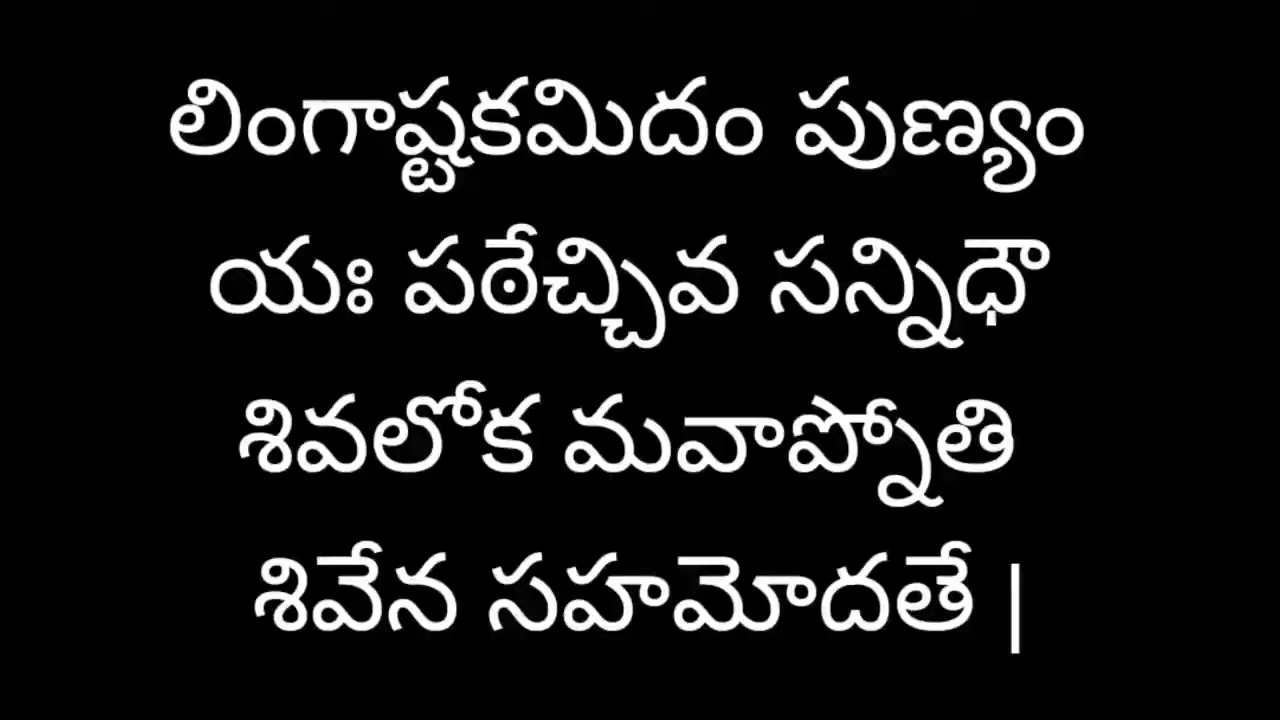 లింగాష్టకమిదం పుణ్యం
యః పఠేచ్చివ సన్నిధౌ
శివలోక మవాప్నోతి
శివేన సహమోదతే |